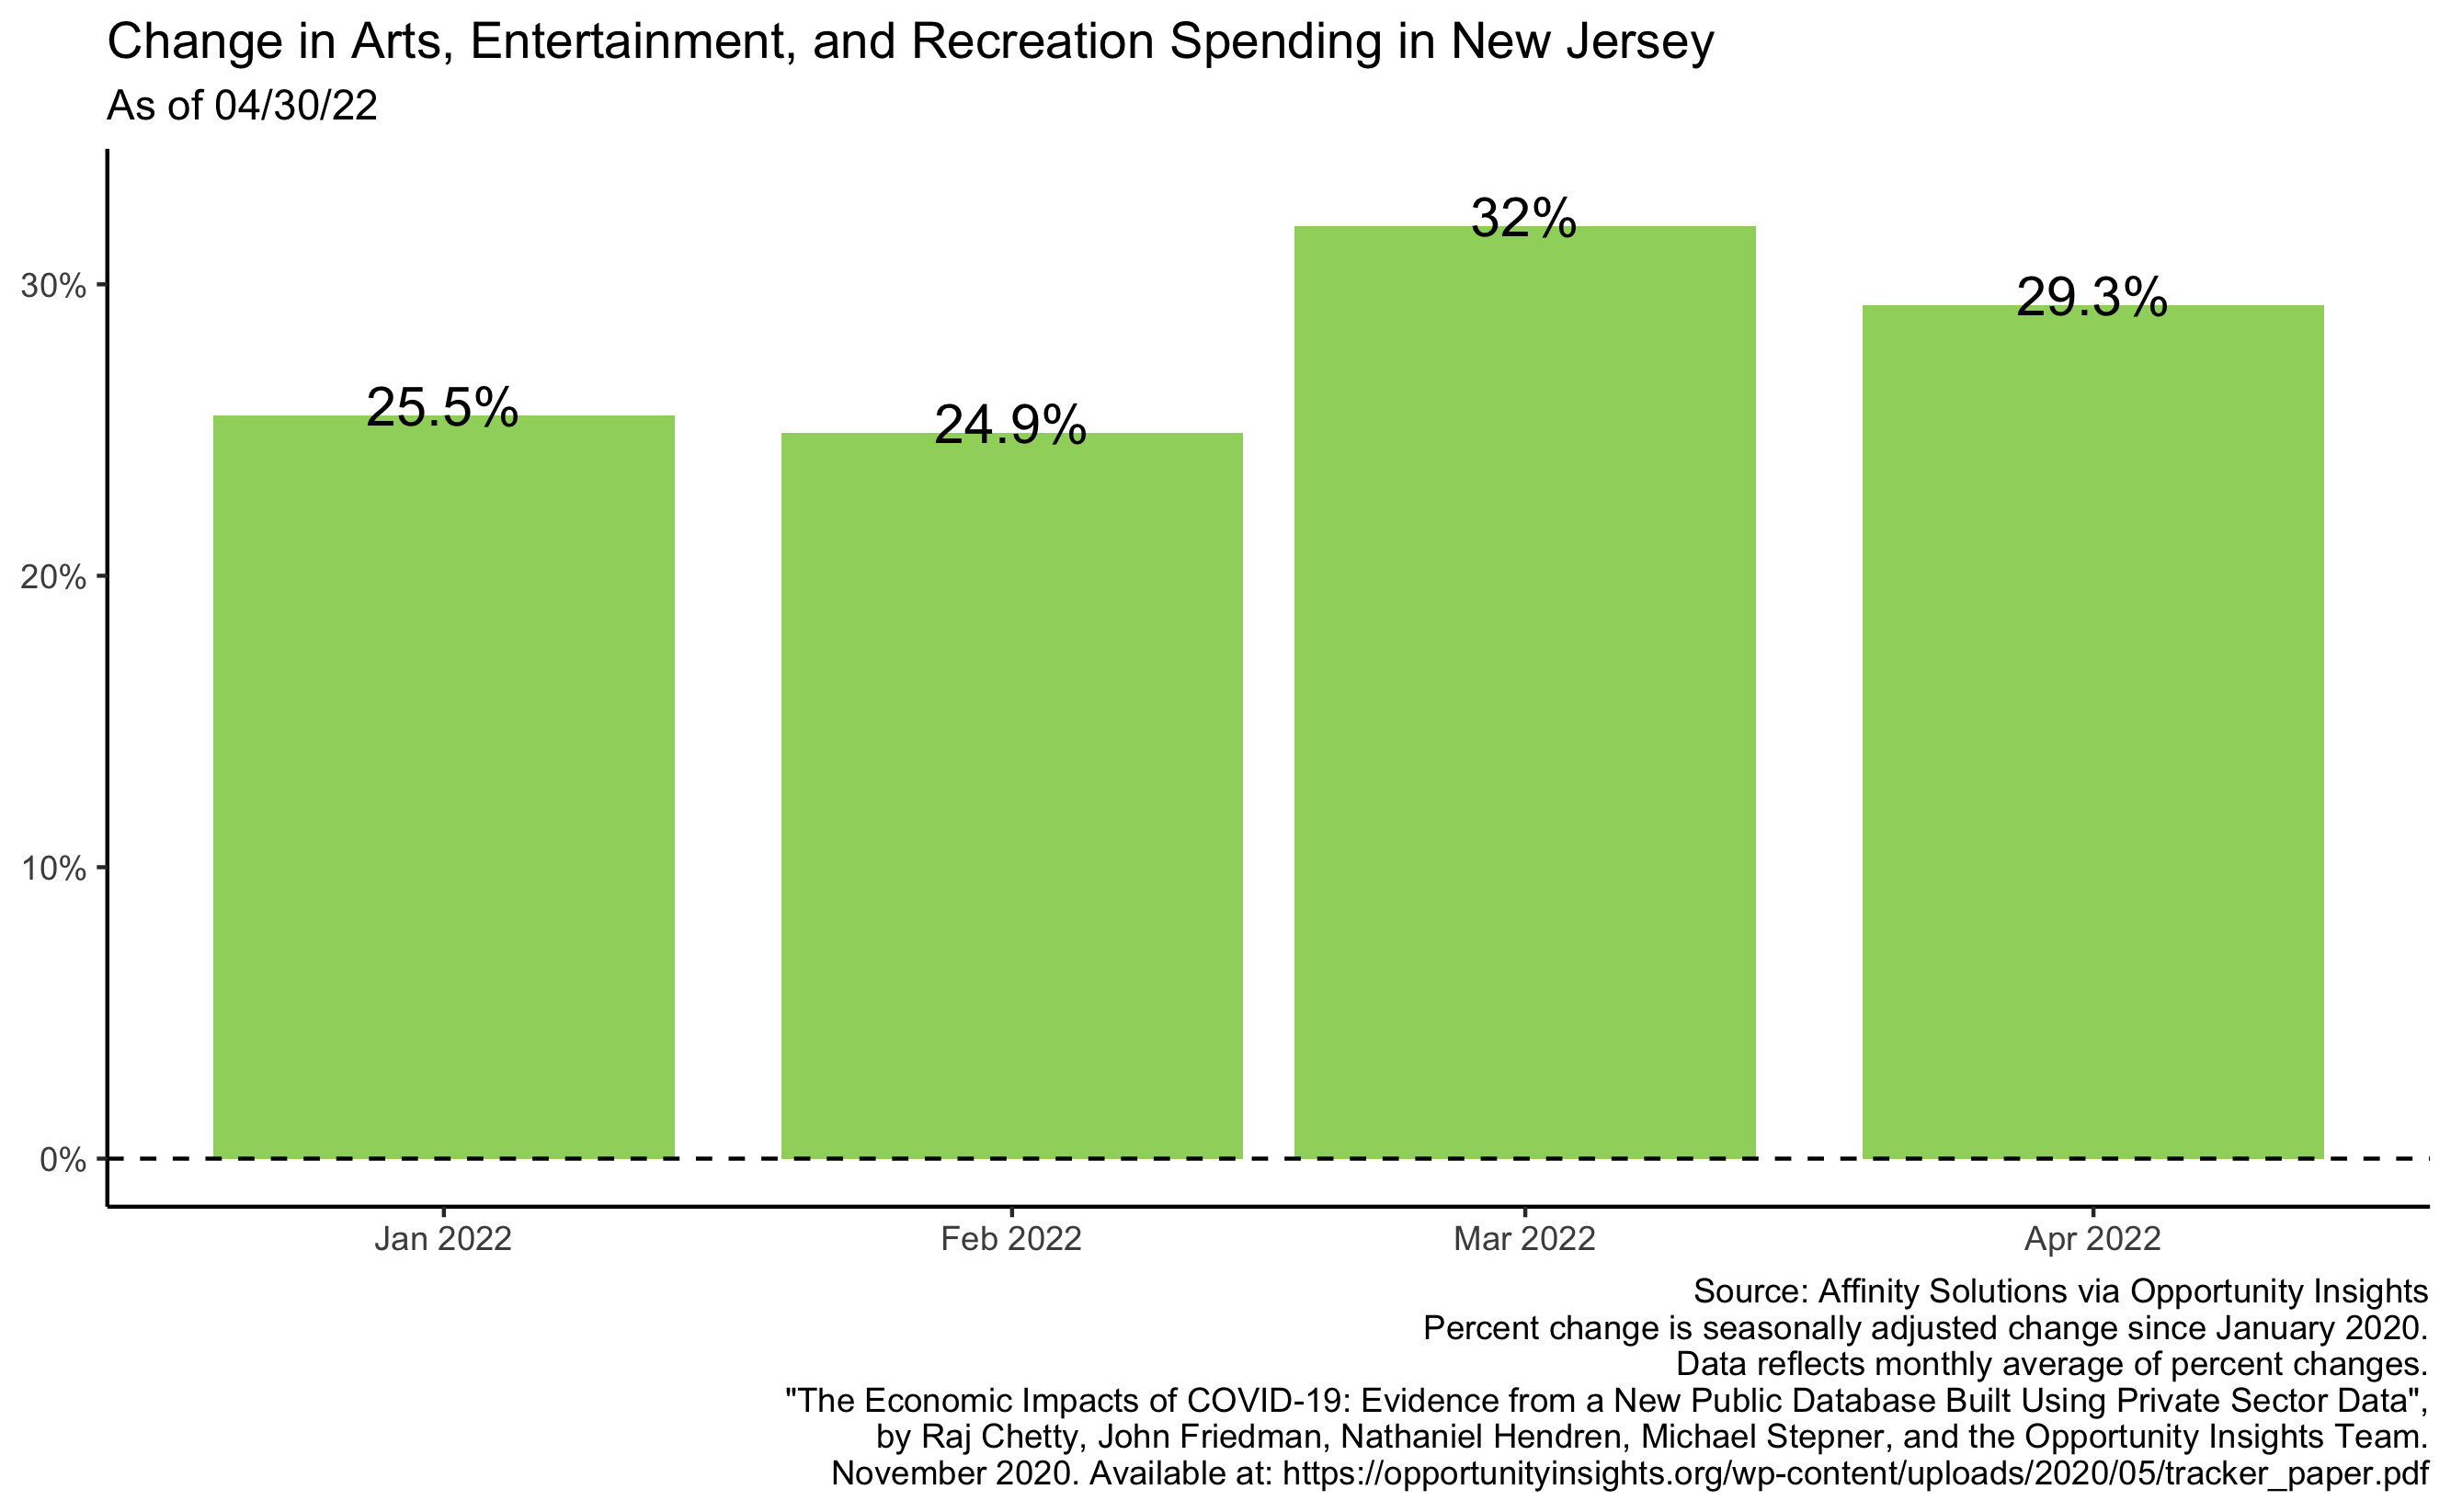 Change in Arts, Entertainment, and Recreation Spending in New Jersey
As of 04/30/22
32%
30%
29.3%
25.5%
24.9%
20%
10%
0%
Jan 2022
Feb 2022
Mar 2022
Apr 2022
Source: Affinity Solutions via Opportunity Insights
Percent change is seasonally adjusted change since January 2020.
Data reflects monthly average of percent changes.
"The Economic Impacts of COVID-19: Evidence from a New Public Database Built Using Private Sector Data",
by Raj Chetty, John Friedman, Nathaniel Hendren, Michael Stepner, and the Opportunity Insights Team.
November 2020. Available at: https://opportunityinsights.org/wp-content/uploads/2020/05/tracker_paper.pdf